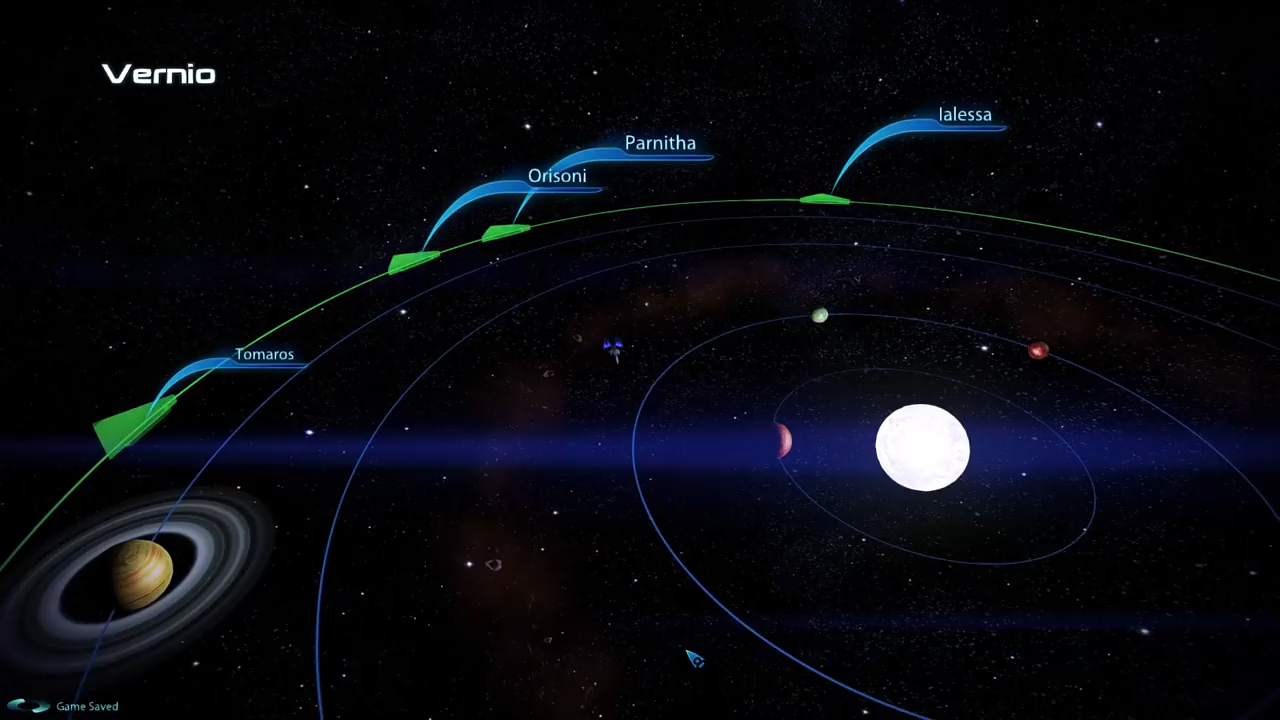 Vernio
Ialessa
Parnitha
Orisoni
Tomaros
Game Saved